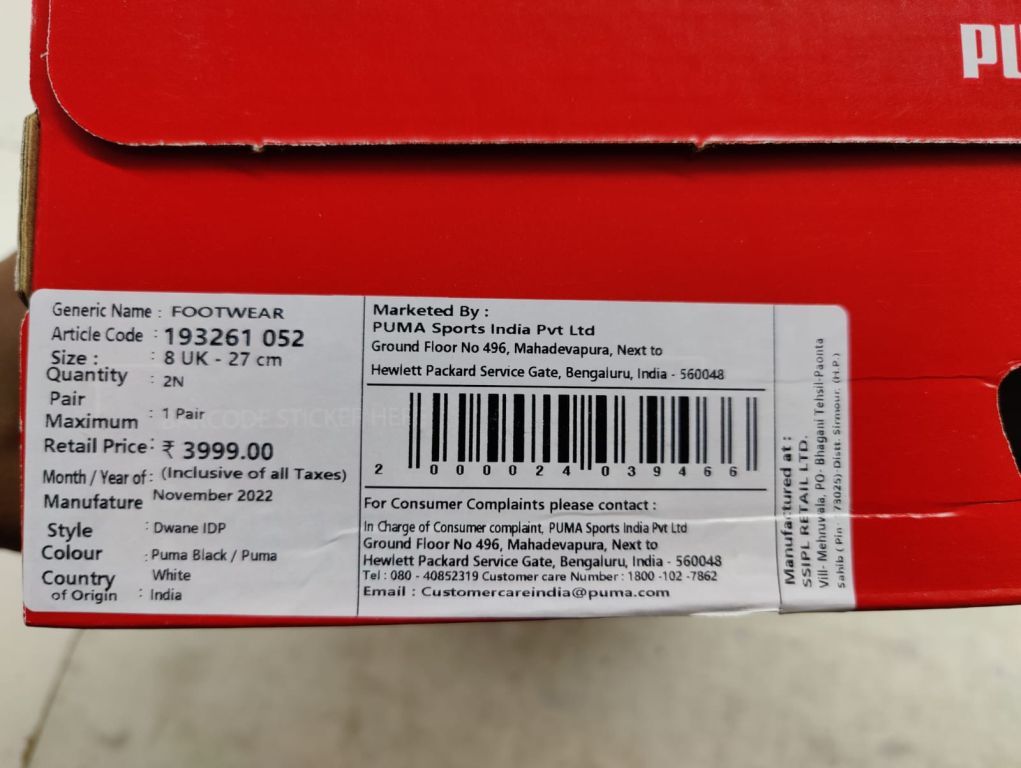 PU
Generic Name : FOOTWEAR
Article Code : 193261 052
Size : : 8 UK - 27 cm
Quantity : 2N
Pair
Maximum : 1 Pair
Retail Price : ₹ 3999.00
(Inclusive of all Taxes)
Month / Year of :
Manufature November 2022
Style : Dwane IDP
Colour : Puma Black / Puma
White
Country
of Origin : India
BARCODE STICKER HERE
Marketed By :
PUMA Sports India Pvt Ltd
Ground Floor No 496, Mahadevapura, Next to
Hewlett Packard Service Gate, Bengaluru, India - 560048
2 000024 039466
For Consumer Complaints please contact :
In Charge of Consumer complaint, PUMA Sports India Pvt Ltd
Ground Floor No 496, Mahadevapura, Next to
Hewlett Packard Service Gate, Bengaluru, India - 560048
Tel : 080 - 40852319 Customer care Number : 1800 -102 -7862
Email : Customercareindia@puma.com
Manufactured at :
SSIPL RETAIL LTD.
Vill- Mehruvala, PO- Bhagani Tehsil-Paonta
Sahib ( Pin : 173025)-Distt. Sirmour. (H.P.)